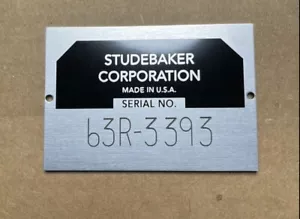 STUDEBAKER
CORPORATION
MADE IN U.S.A.
SERIAL NO.
63R-3393